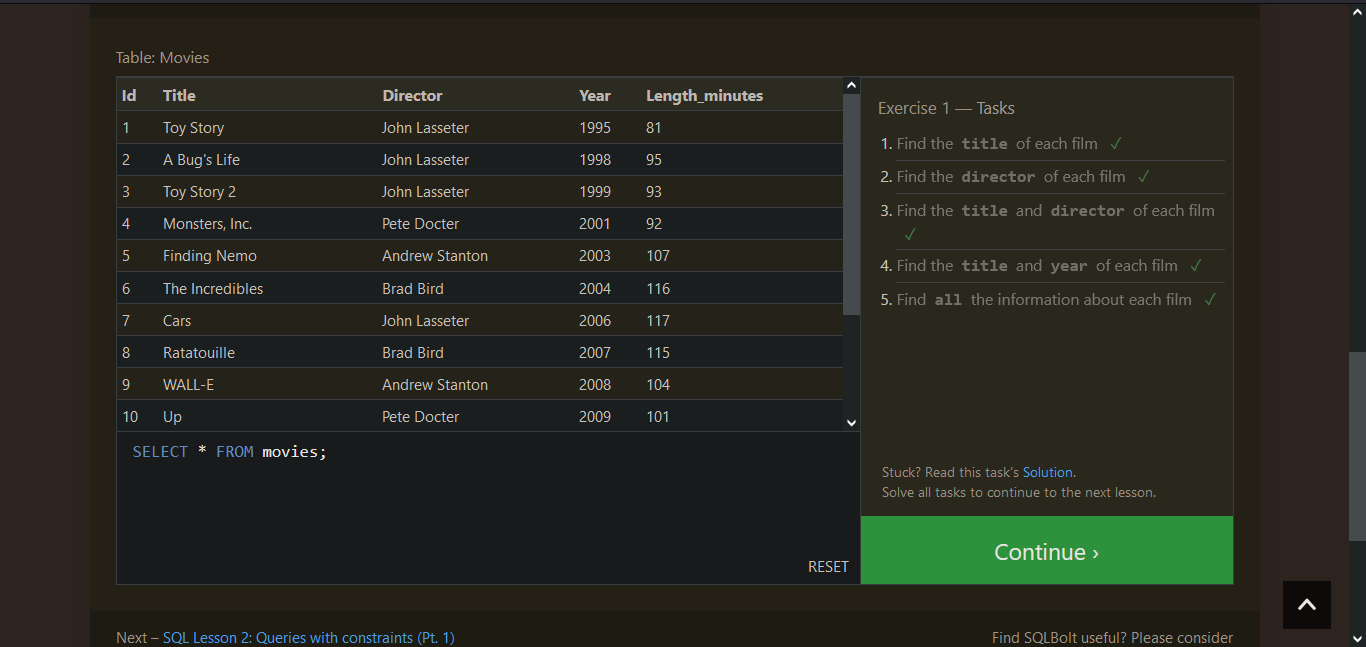 Table: Movies
Id Title Director Year Length_minutes
1 Toy Story John Lasseter 1995 81
2 A Bug's Life John Lasseter 1998 95
3 Toy Story 2 John Lasseter 1999 93
4 Monsters, Inc. Pete Docter 2001 92
5 Finding Nemo Andrew Stanton 2003 107
6 The Incredibles Brad Bird 2004 116
7 Cars John Lasseter 2006 117
8 Ratatouille Brad Bird 2007 115
9 WALL-E Andrew Stanton 2008 104
10 Up Pete Docter 2009 101
SELECT * FROM movies;
RESET
Exercise 1 — Tasks
1. Find the title of each film ✓
2. Find the director of each film ✓
3. Find the title and director of each film
✓
4. Find the title and year of each film ✓
5. Find all the information about each film ✓
Stuck? Read this task's Solution.
Solve all tasks to continue to the next lesson.
Continue ›
Next – SQL Lesson 2: Queries with constraints (Pt. 1)
Find SQLBolt useful? Please consider